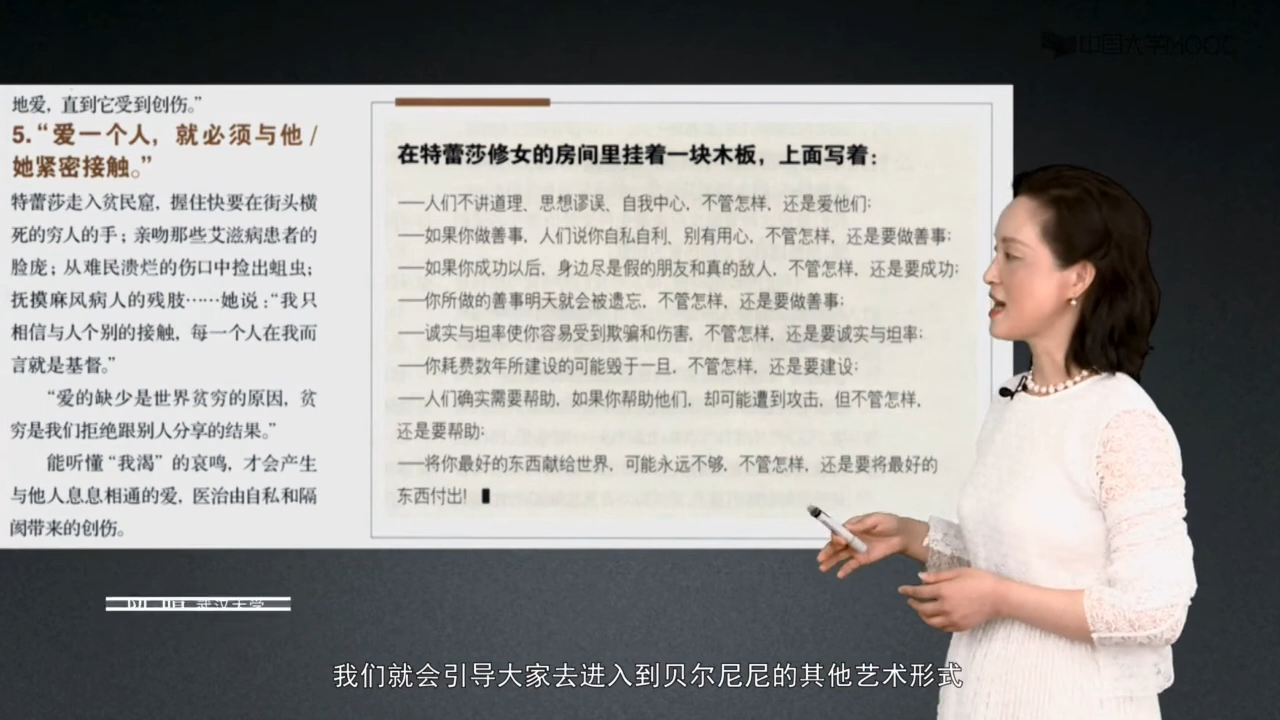 中国大学MOOC
地爱，直到它受到创伤。”
5.“爱一个人，就必须与他/
她紧密接触。”
特蕾莎走入贫民窟，握住快要在街头横
死的穷人的手；亲吻那些艾滋病患者的
脸庞；从难民溃烂的伤口中捡出蛆虫；
抚摸麻风病人的残肢……她说：“我只
相信与人个别的接触，每一个人在我而
言就是基督。”
“爱的缺少是世界贫穷的原因，贫
穷是我们拒绝跟别人分享的结果。”
能听懂“我渴”的哀鸣，才会产生
与他人息息相通的爱，医治由自私和隔
阂带来的创伤。
在特蕾莎修女的房间里挂着一块木板，上面写着：
——人们不讲道理、思想谬误、自我中心，不管怎样，还是爱他们；
——如果你做善事，人们说你自私自利、别有用心，不管怎样，还是要做善事；
——如果你成功以后，身边尽是假的朋友和真的敌人，不管怎样，还是要成功；
——你所做的善事明天就会被遗忘，不管怎样，还是要做善事；
——诚实与坦率使你容易受到欺骗和伤害，不管怎样，还是要诚实与坦率；
——你耗费数年所建设的可能毁于一旦，不管怎样，还是要建设；
——人们确实需要帮助，如果你帮助他们，却可能遭到攻击，但不管怎样，
还是要帮助；
——将你最好的东西献给世界，可能永远不够，不管怎样，还是要将最好的
东西付出！
武汉大学
我们就会引导大家去进入到贝尔尼尼的其他艺术形式